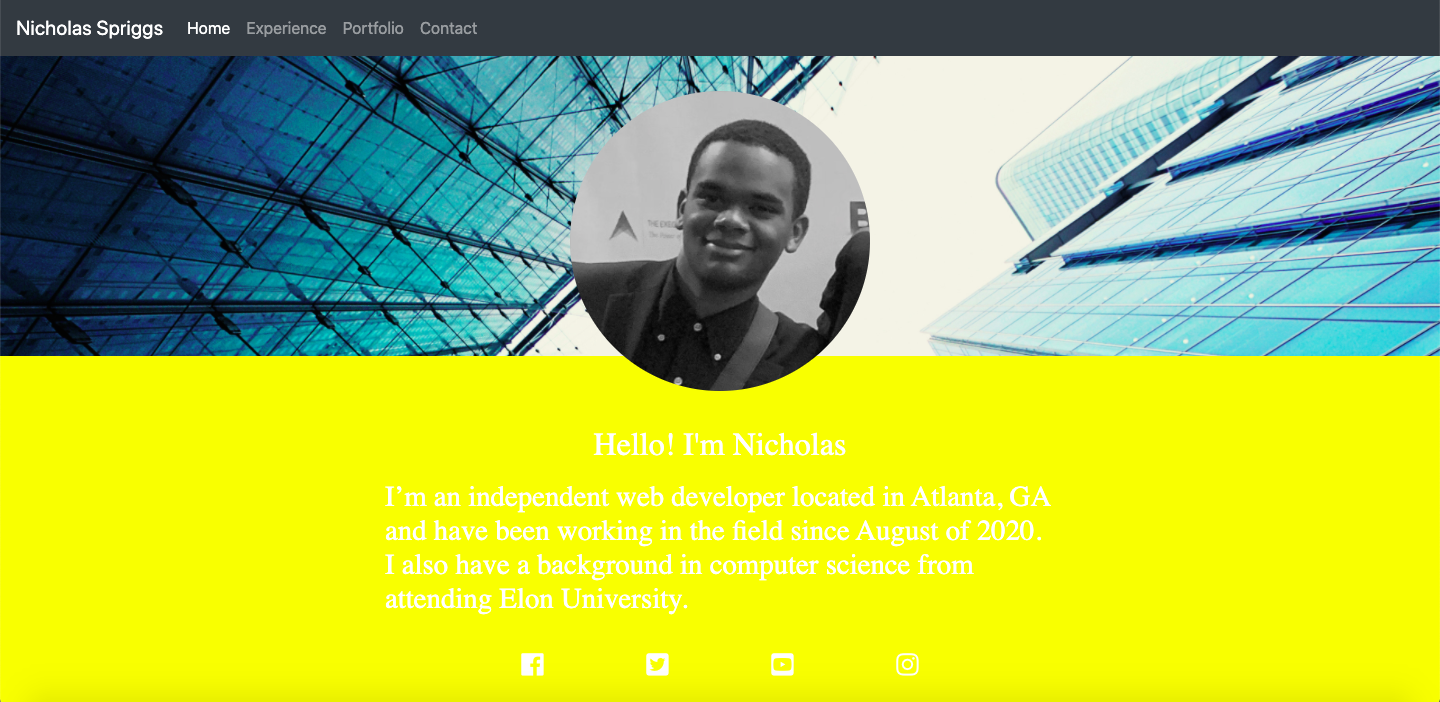 Nicholas Spriggs Home Experience Portfolio Contact
Hello! I'm Nicholas
I’m an independent web developer located in Atlanta, GA
and have been working in the field since August of 2020.
I also have a background in computer science from
attending Elon University.